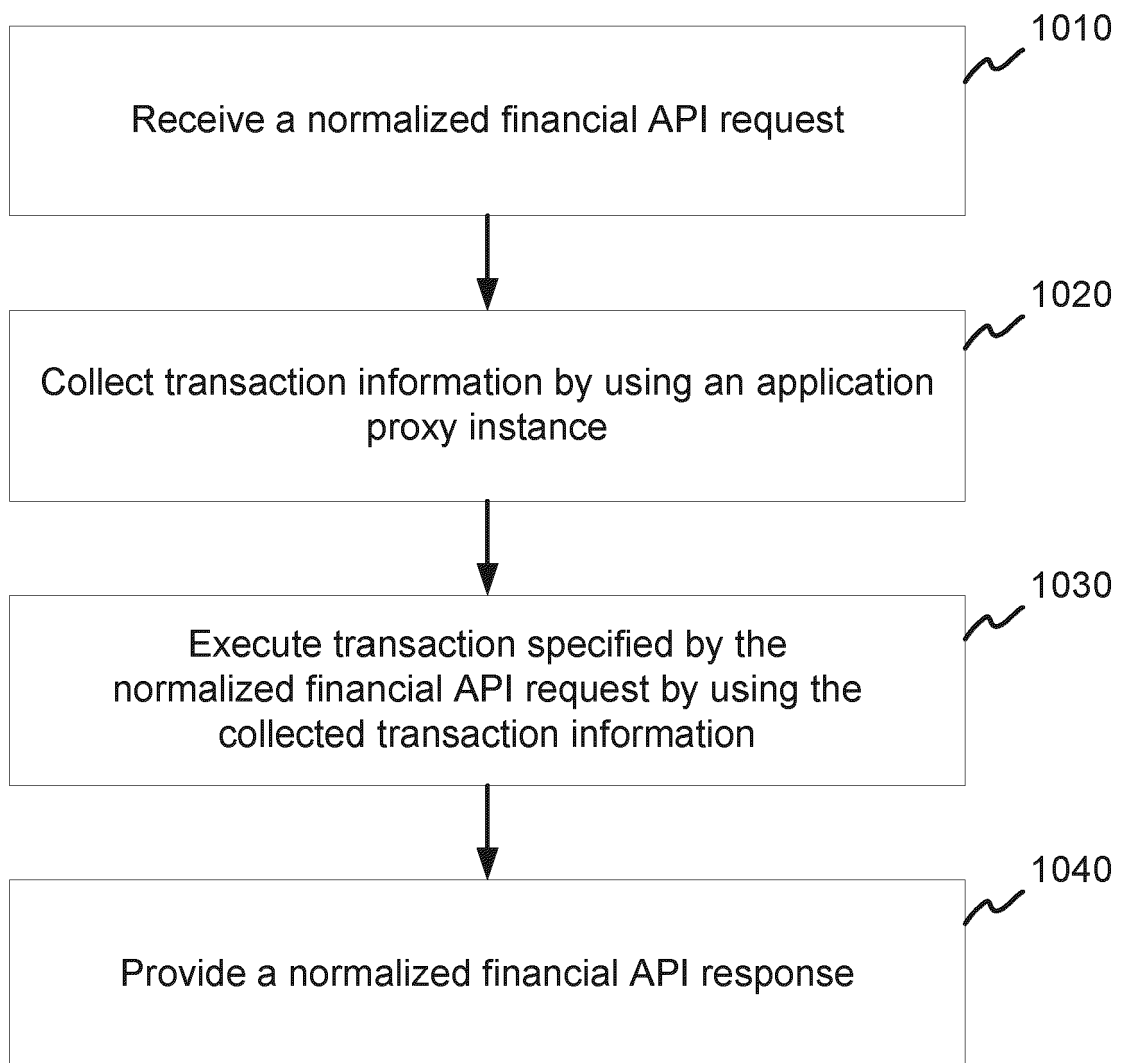 1010
Receive a normalized financial API request
1020
Collect transaction information by using an application
proxy instance
1030
Execute transaction specified by the
normalized financial API request by using the
collected transaction information
1040
Provide a normalized financial API response